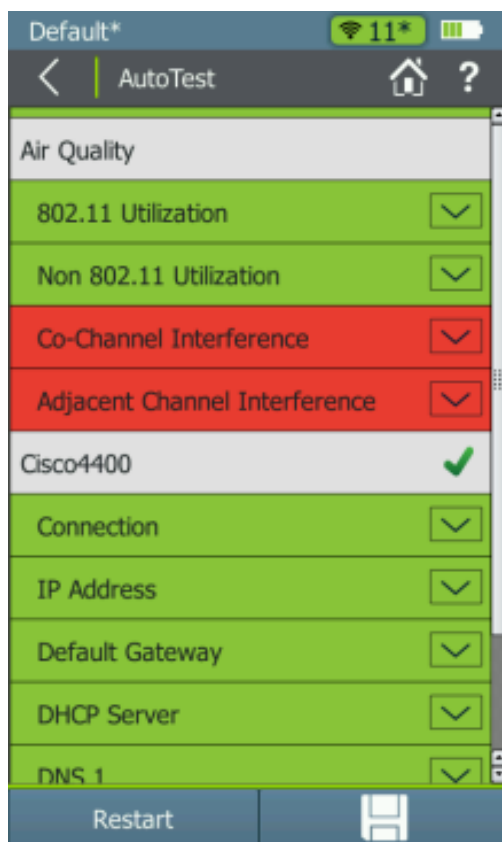 Default*
11*
AutoTest
?
Air Quality
802.11 Utilization
Non 802.11 Utilization
Co-Channel Interference
Adjacent Channel Interference
Cisco4400
Connection
IP Address
Default Gateway
DHCP Server
DNS 1
Restart